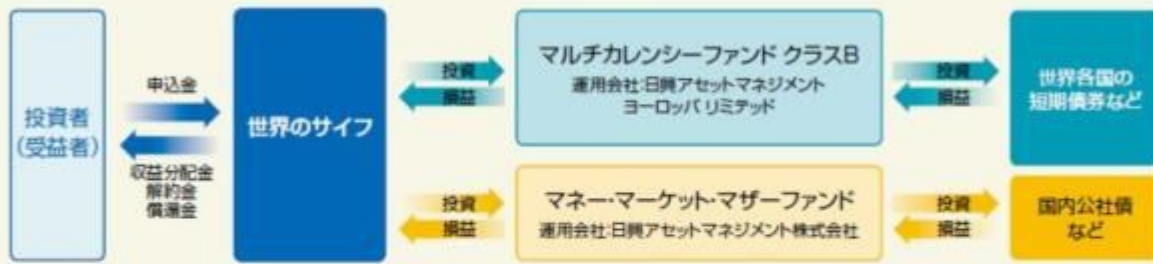 投資者
(受益者)
申込金
収益分配金
解約金
償還金
世界のサイフ
投資
損益
マルチカレンシーファンド クラスB
運用会社:日興アセットマネジメント
ヨーロッパ リミテッド
投資
損益
世界各国の
短期債券など
投資
損益
マネー・マーケット・マザーファンド
運用会社:日興アセットマネジメント株式会社
投資
損益
国内公社債
など